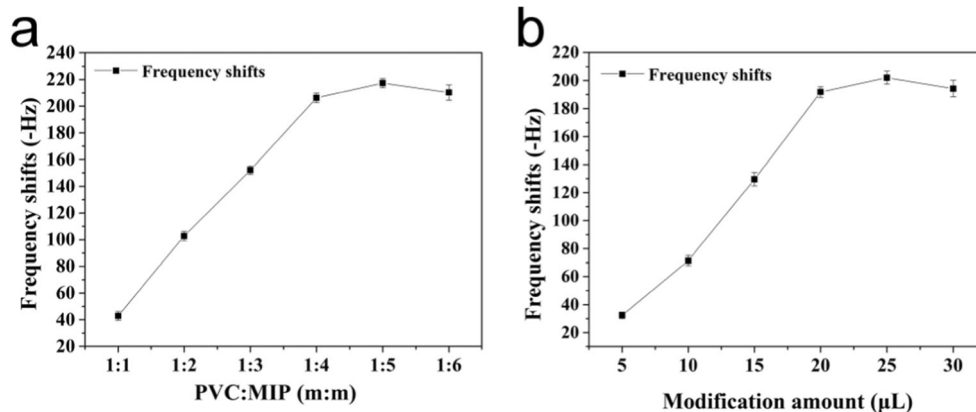 a
Frequency shifts (-Hz)
240
220
200
180
160
140
120
100
80
60
40
20
Frequency shifts
1:1 1:2 1:3 1:4 1:5 1:6
PVC:MIP (m:m)
b
Frequency shifts (-Hz)
220
200
180
160
140
120
100
80
60
40
20
Frequency shifts
5 10 15 20 25 30
Modification amount (μL)